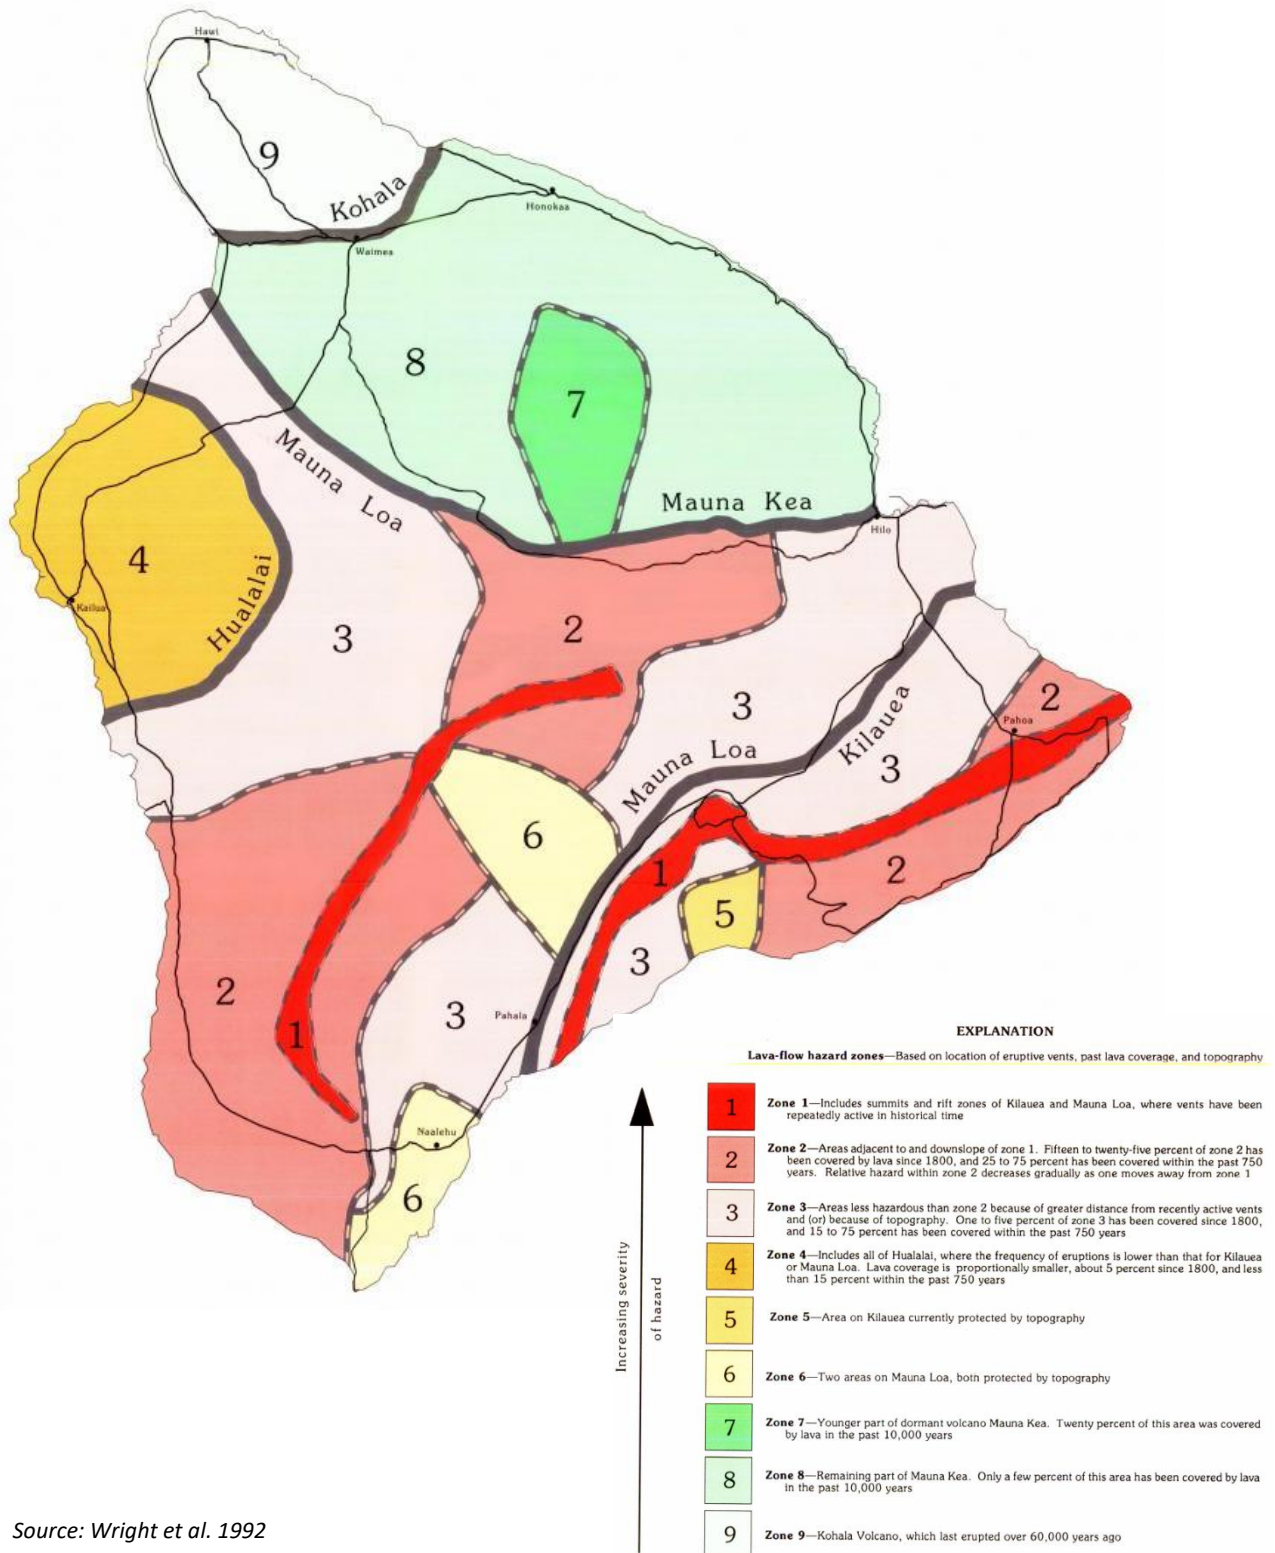 Hawi
9
Kohala
Honokaa
Waimea
8
7
Mauna Loa
Mauna Kea
Hilo
4
Hualalai
Kailua
3
2
3
2
Pahoa
Mauna Loa
Kilauea
3
6
1
2
5
3
2
3
1
Pahala
Naalehu
6
EXPLANATION
Lava-flow hazard zones—Based on location of eruptive vents, past lava coverage, and topography
1
Zone 1—Includes summits and rift zones of Kilauea and Mauna Loa, where vents have been
repeatedly active in historical time
2
Zone 2—Areas adjacent to and downslope of zone 1. Fifteen to twenty-five percent of zone 2 has
been covered by lava since 1800, and 25 to 75 percent has been covered within the past 750
years. Relative hazard within zone 2 decreases gradually as one moves away from zone 1
3
Zone 3—Areas less hazardous than zone 2 because of greater distance from recently active vents
and (or) because of topography. One to five percent of zone 3 has been covered since 1800,
and 15 to 75 percent has been covered within the past 750 years
4
Zone 4—Includes all of Hualalai, where the frequency of eruptions is lower than that for Kilauea
or Mauna Loa. Lava coverage is proportionally smaller, about 5 percent since 1800, and less
than 15 percent within the past 750 years
5
Zone 5—Area on Kilauea currently protected by topography
6
Zone 6—Two areas on Mauna Loa, both protected by topography
7
Zone 7—Younger part of dormant volcano Mauna Kea. Twenty percent of this area was covered
by lava in the past 10,000 years
8
Zone 8—Remaining part of Mauna Kea. Only a few percent of this area has been covered by lava
in the past 10,000 years
9
Zone 9—Kohala Volcano, which last erupted over 60,000 years ago
Increasing severity
of hazard
Source: Wright et al. 1992